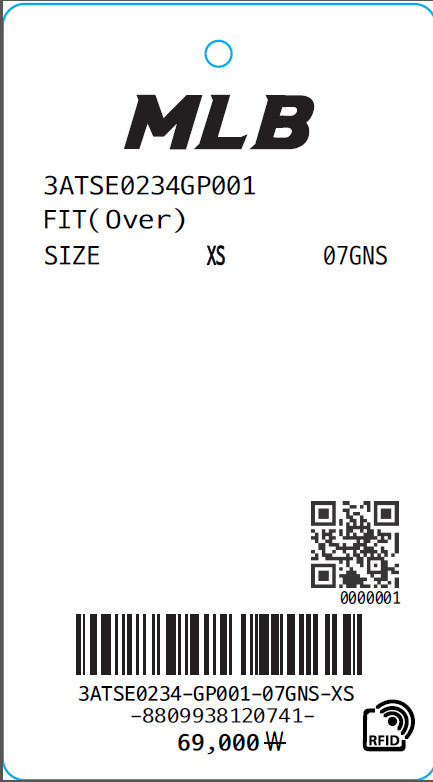 MLB
3ATSE0234GP001
FIT(Over)
SIZE XS 07GNS
0000001
3ATSE0234-GP001-07GNS-XS
-8809938120741-
69,000₩
RFID